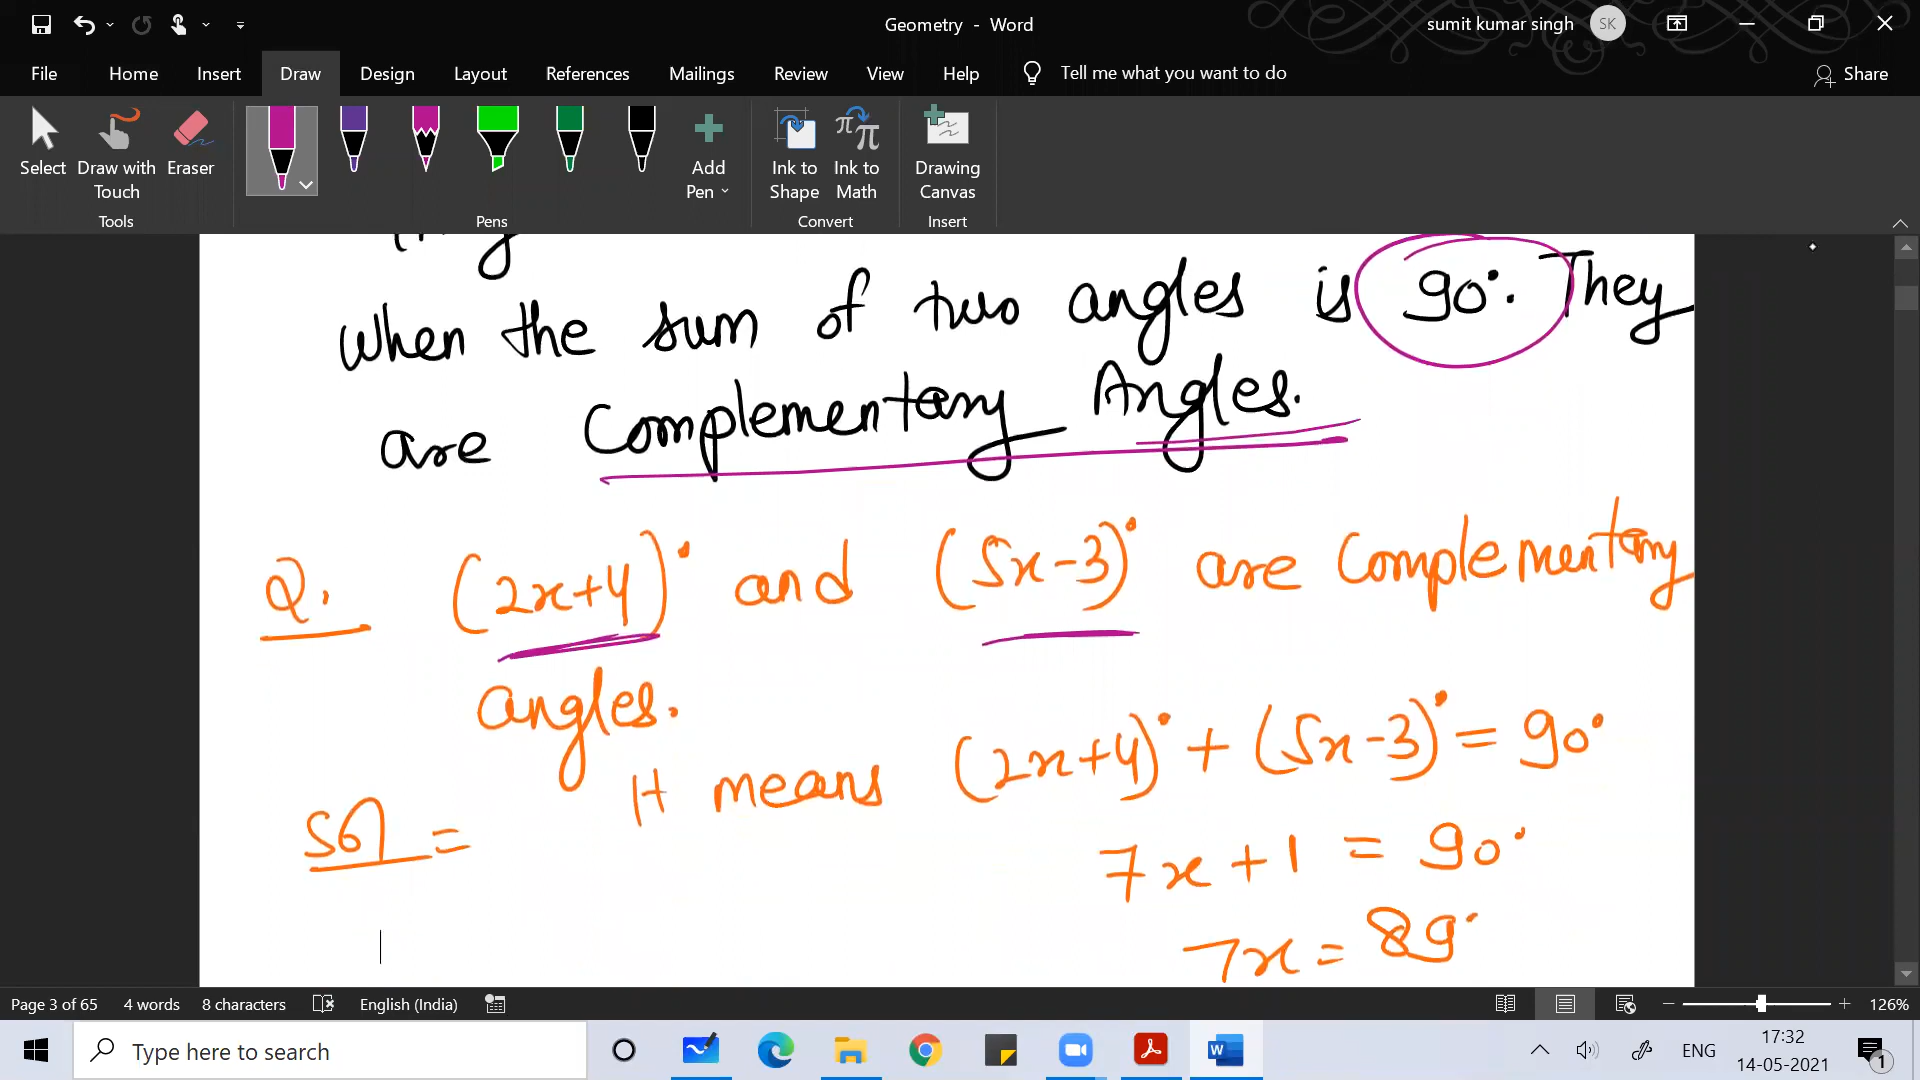 Geometry - Word
sumit kumar singh SK
File Home Insert Draw Design Layout References Mailings Review View Help Tell me what you want to do Share
Select Draw with Touch Eraser Add Pen Ink to Shape Ink to Math Drawing Canvas
Tools Pens Convert Insert
when the sum of two angles is 90°. They
are Complementary Angles.
Q. (2x+4)° and (5x-3)° are Complementary
angles.
It means (2x+4)° + (5x-3)° = 90°
Sol =
7x + 1 = 90°
7x = 89°
Page 3 of 65 4 words 8 characters English (India) 126%
Type here to search
ENG 17:32
14-05-2021
1